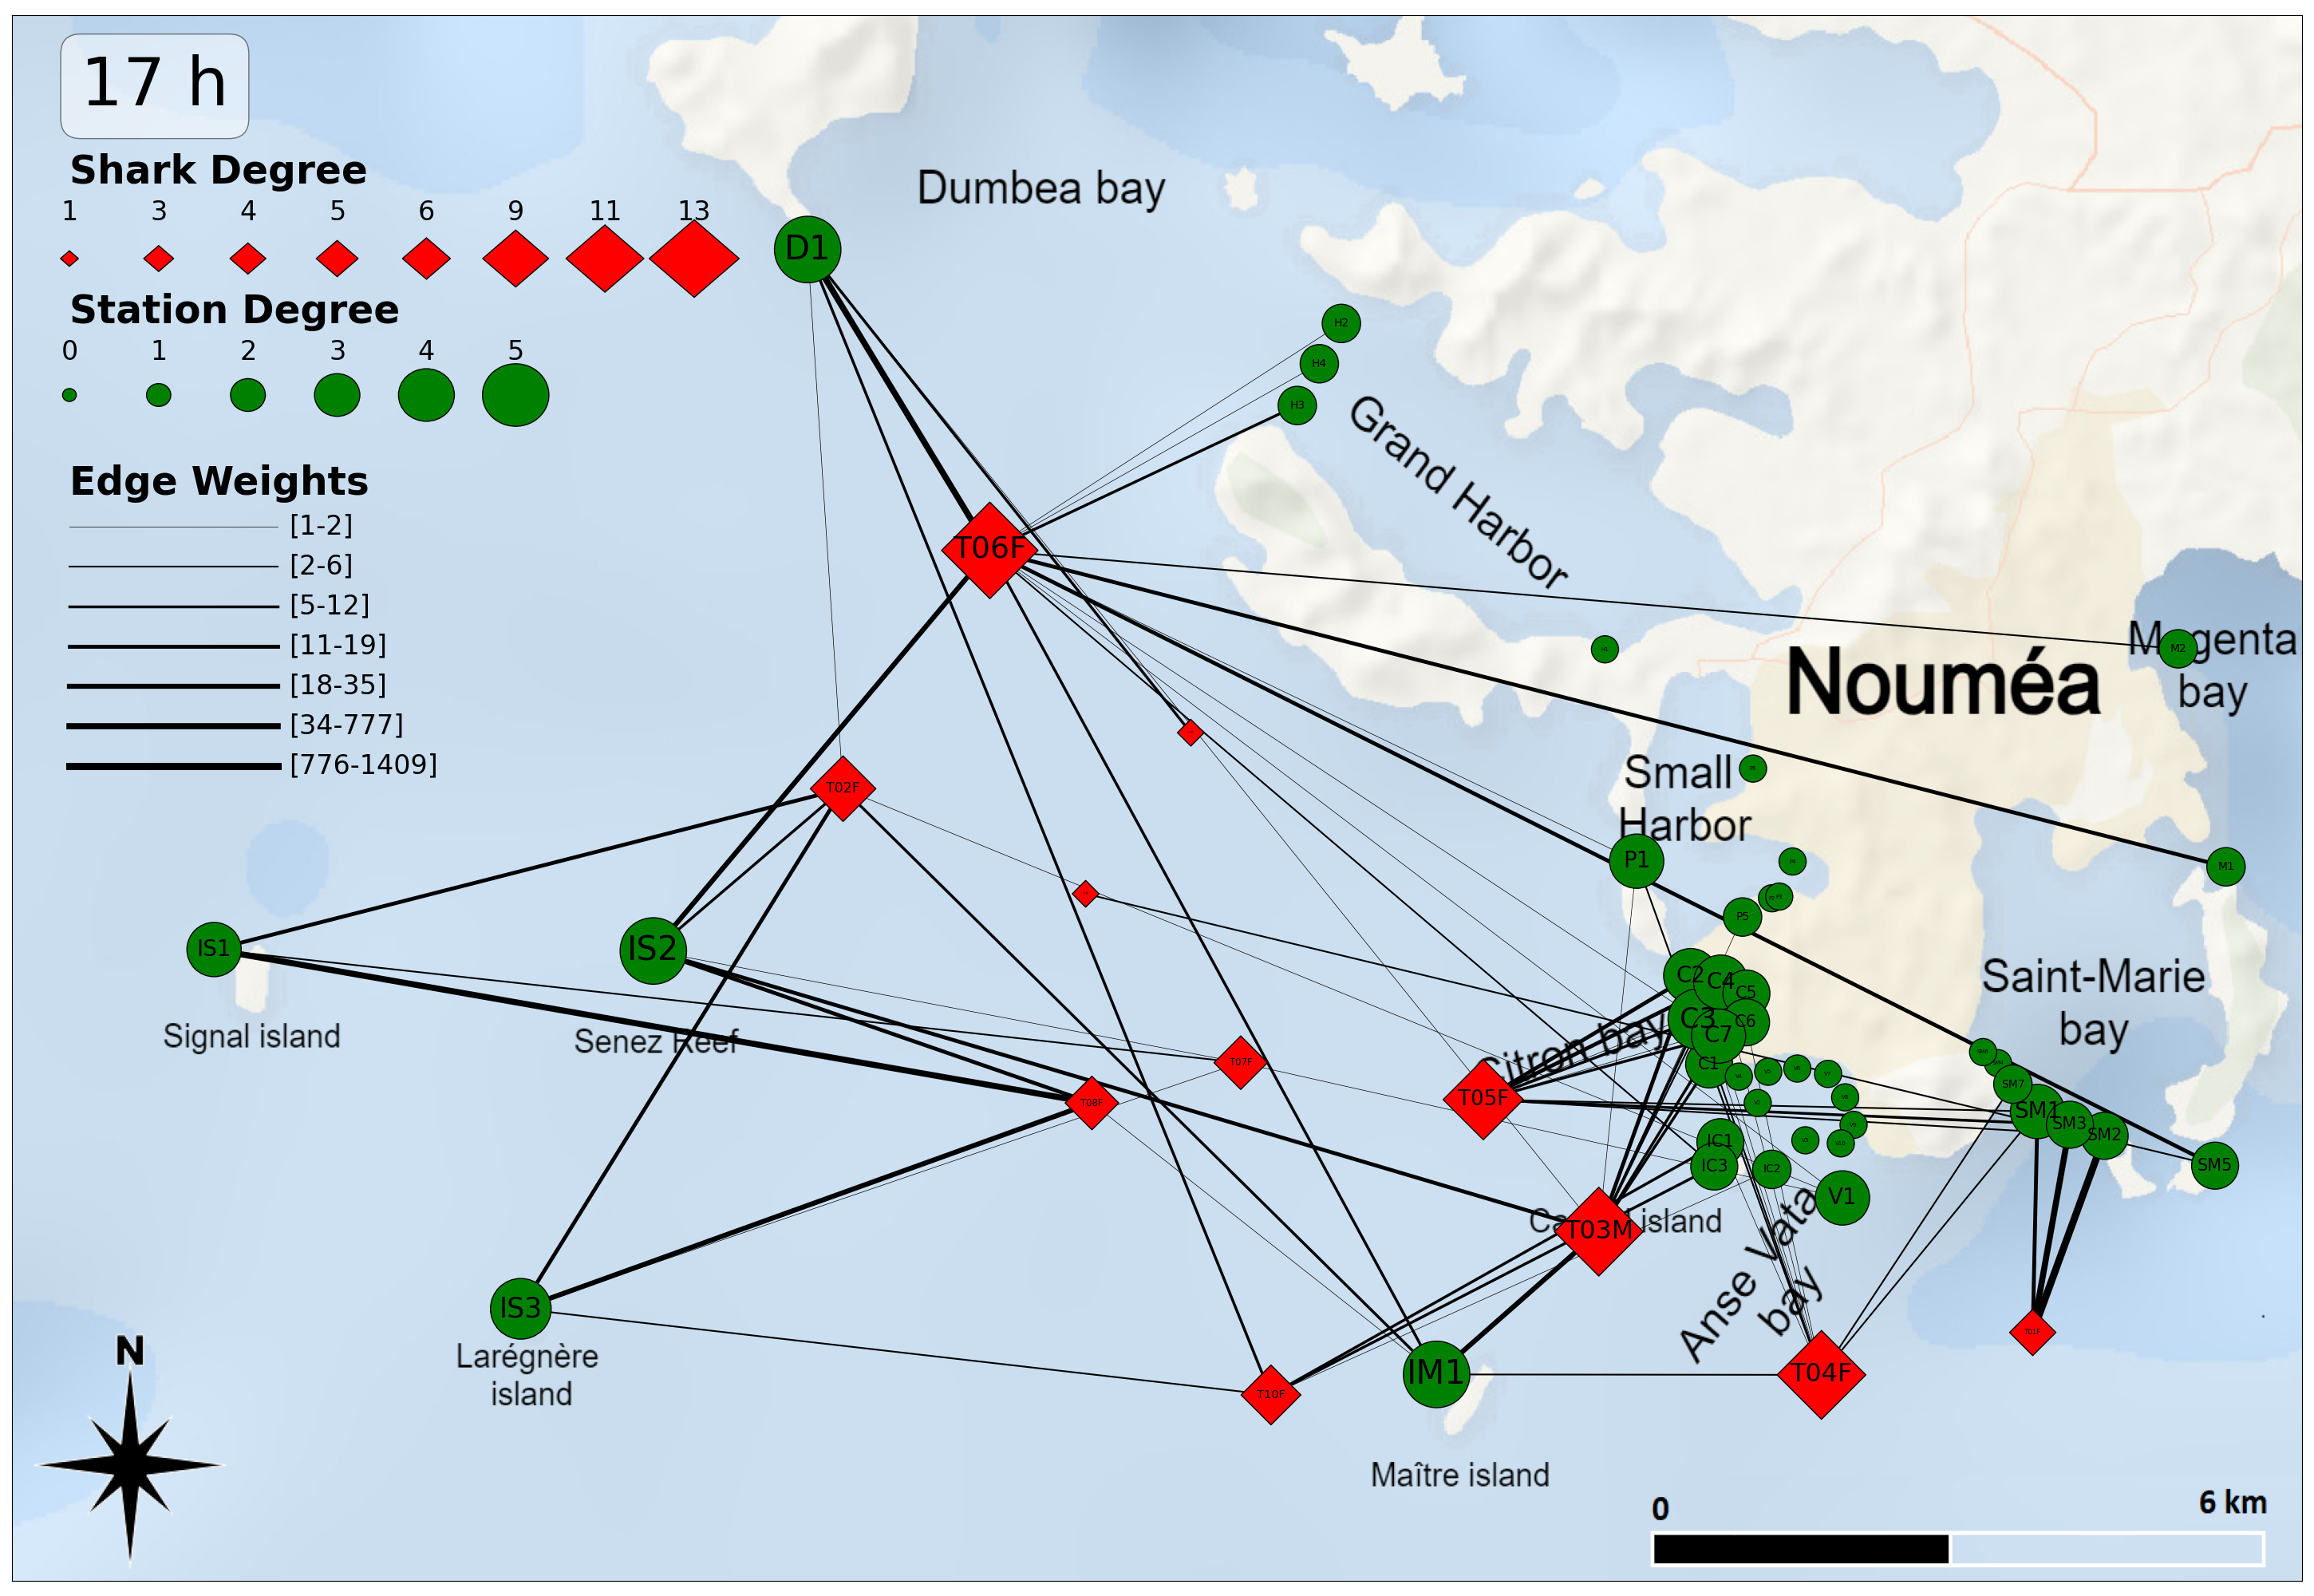 17 h
Shark Degree
1 3 4 5 6 9 11 13
Station Degree
0 1 2 3 4 5
Edge Weights
[1-2]
[2-6]
[5-12]
[11-19]
[18-35]
[34-777]
[776-1409]
Dumbea bay
D1
H2
H4
H3
Grand Harbor
T06F
M2
bay
Nouméa
Small
Harbor
T02F
P1
M1
P5
IS1
IS2
Signal island
Senez Reef
C2
C4
C5
C3
C6
C7
C1
Citron bay
Saint-Marie
bay
T07F
T08F
T05F
SM7
SM1
SM3
SM2
SM5
IC1
IC3
IC2
V1
T03M
island
Anse Vata
bay
IS3
Larégnère
island
T10F
IM1
T04F
T01F
Maître island
N
0
6 km